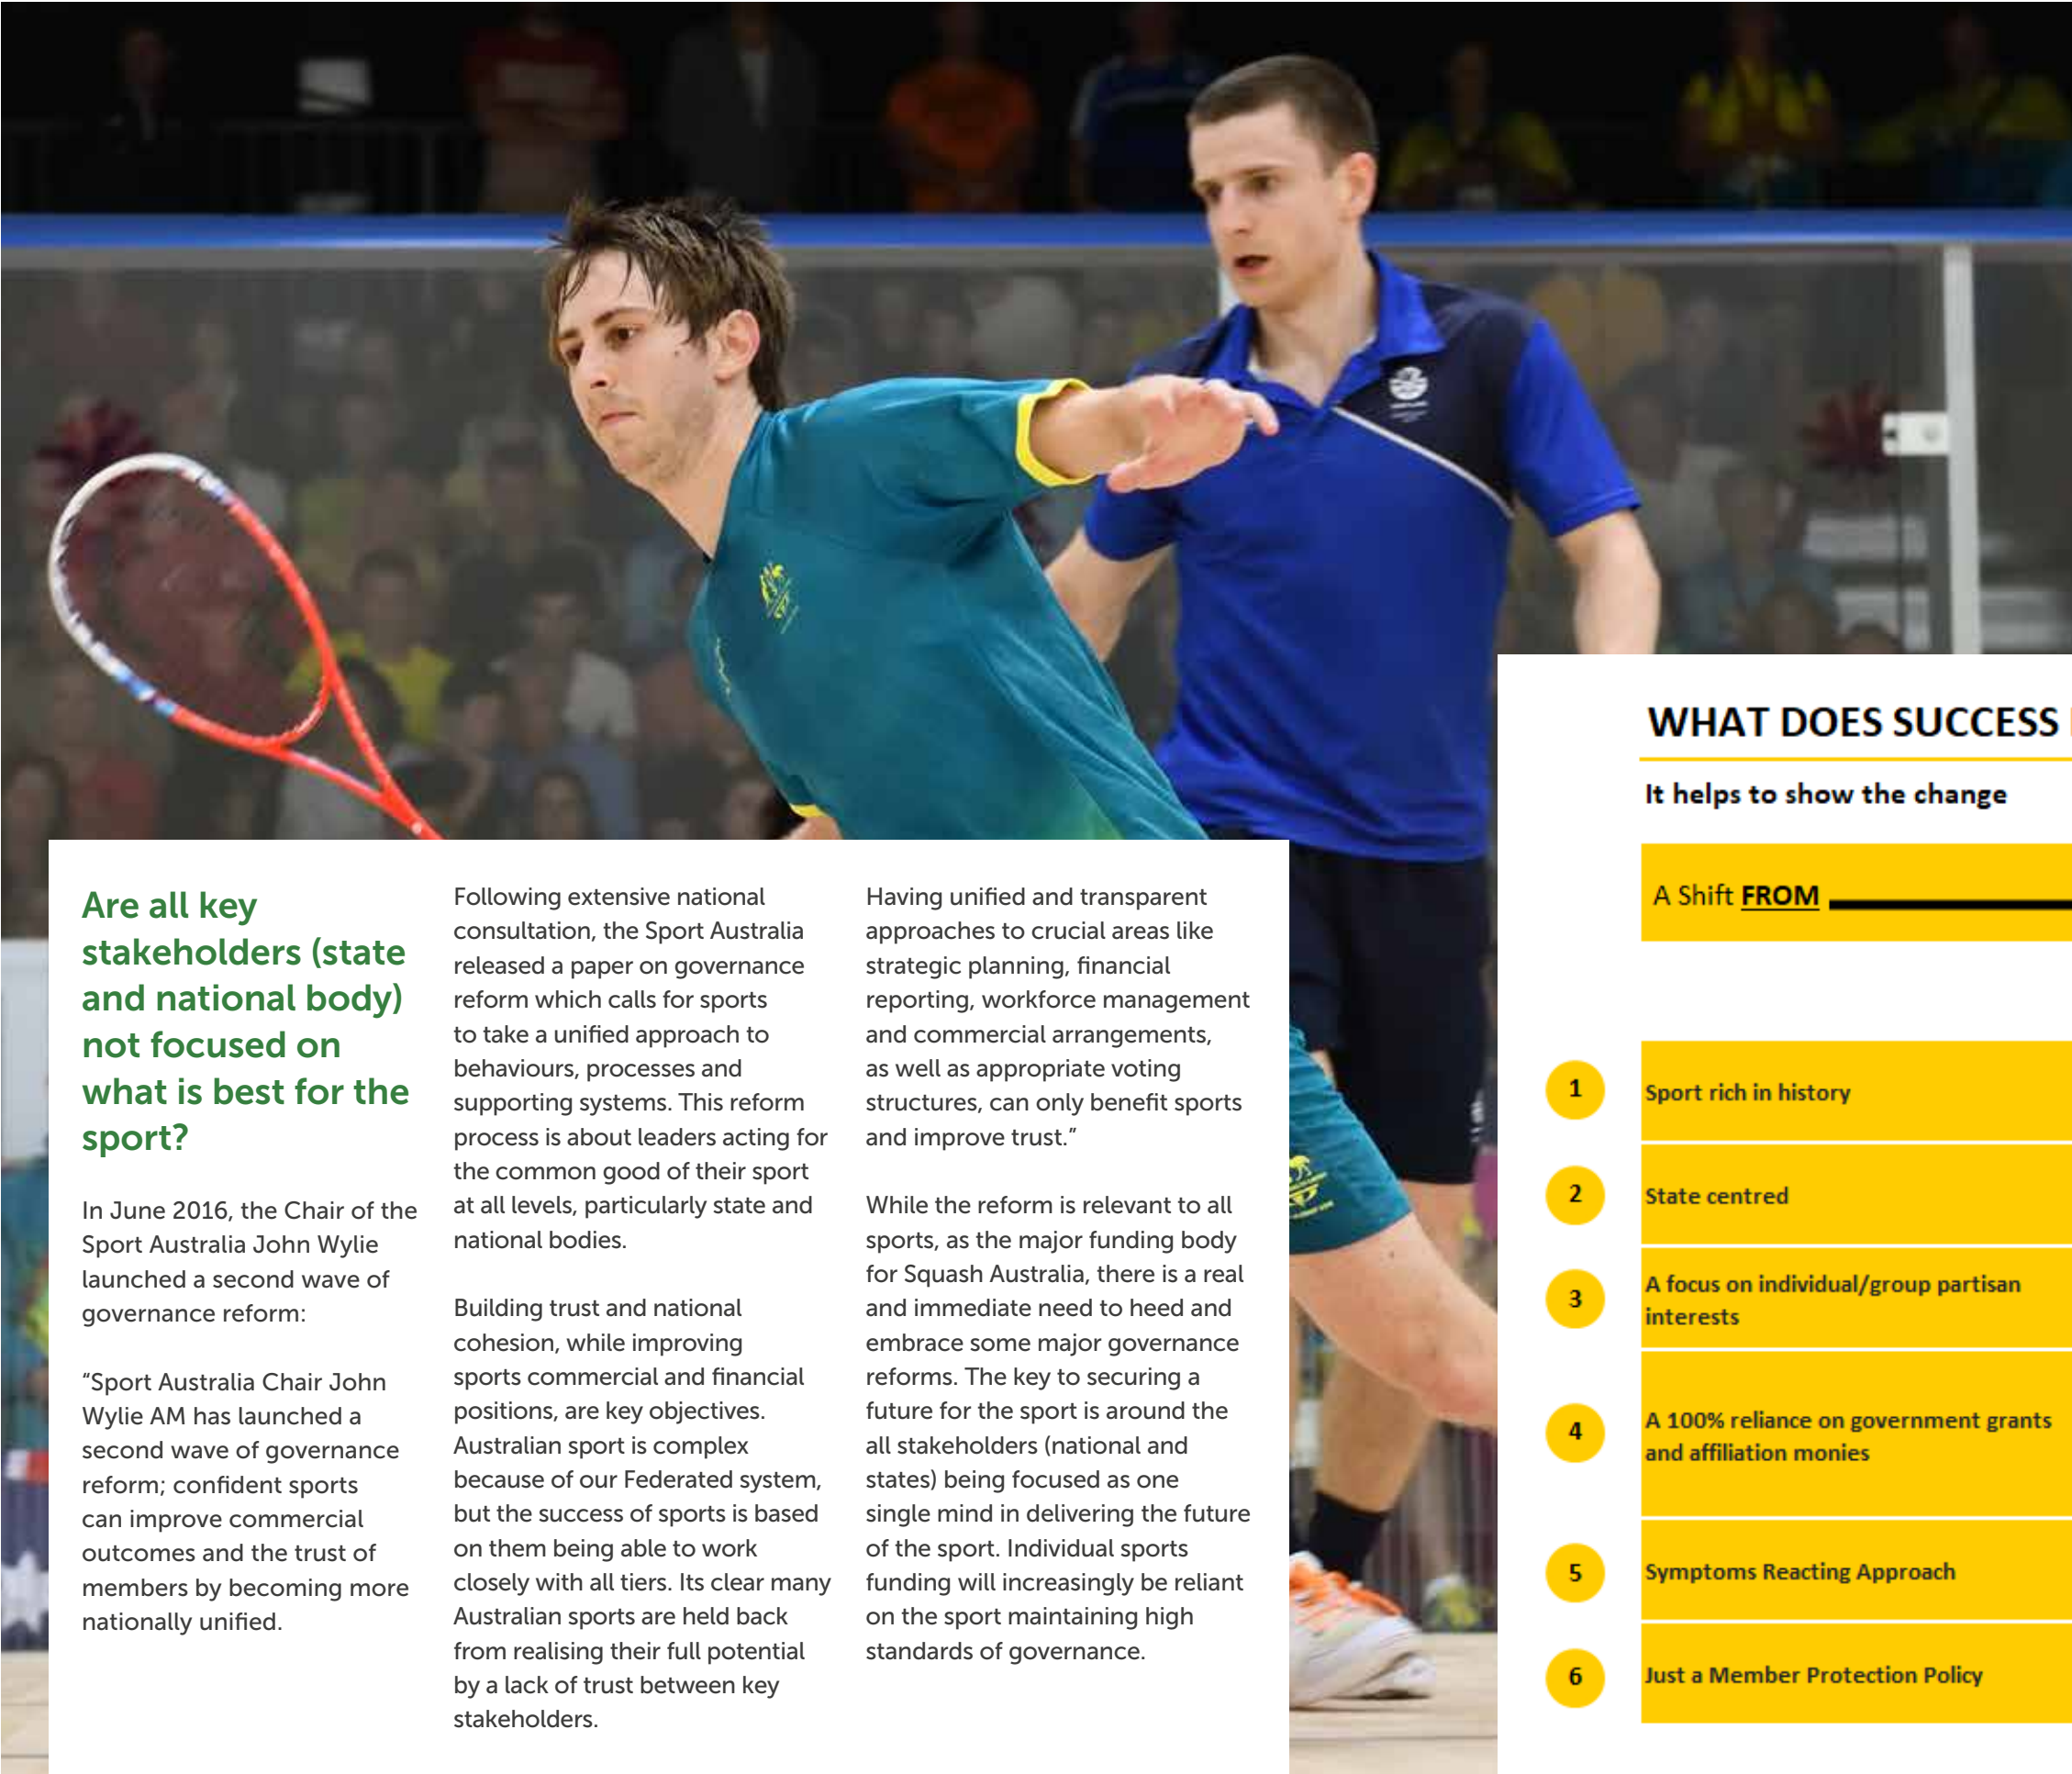 Are all key
stakeholders (state
and national body)
not focused on
what is best for the
sport?
In June 2016, the Chair of the
Sport Australia John Wylie
launched a second wave of
governance reform:
“Sport Australia Chair John
Wylie AM has launched a
second wave of governance
reform; confident sports
can improve commercial
outcomes and the trust of
members by becoming more
nationally unified.
Following extensive national
consultation, the Sport Australia
released a paper on governance
reform which calls for sports
to take a unified approach to
behaviours, processes and
supporting systems. This reform
process is about leaders acting for
the common good of their sport
at all levels, particularly state and
national bodies.
Building trust and national
cohesion, while improving
sports commercial and financial
positions, are key objectives.
Australian sport is complex
because of our Federated system,
but the success of sports is based
on them being able to work
closely with all tiers. Its clear many
Australian sports are held back
from realising their full potential
by a lack of trust between key
stakeholders.
Having unified and transparent
approaches to crucial areas like
strategic planning, financial
reporting, workforce management
and commercial arrangements,
as well as appropriate voting
structures, can only benefit sports
and improve trust.”
While the reform is relevant to all
sports, as the major funding body
for Squash Australia, there is a real
and immediate need to heed and
embrace some major governance
reforms. The key to securing a
future for the sport is around the
all stakeholders (national and
states) being focused as one
single mind in delivering the future
of the sport. Individual sports
funding will increasingly be reliant
on the sport maintaining high
standards of governance.
WHAT DOES SUCCESS
It helps to show the change
A Shift FROM
1
Sport rich in history
2
State centred
3
A focus on individual/group partisan
interests
4
A 100% reliance on government grants
and affiliation monies
5
Symptoms Reacting Approach
6
Just a Member Protection Policy